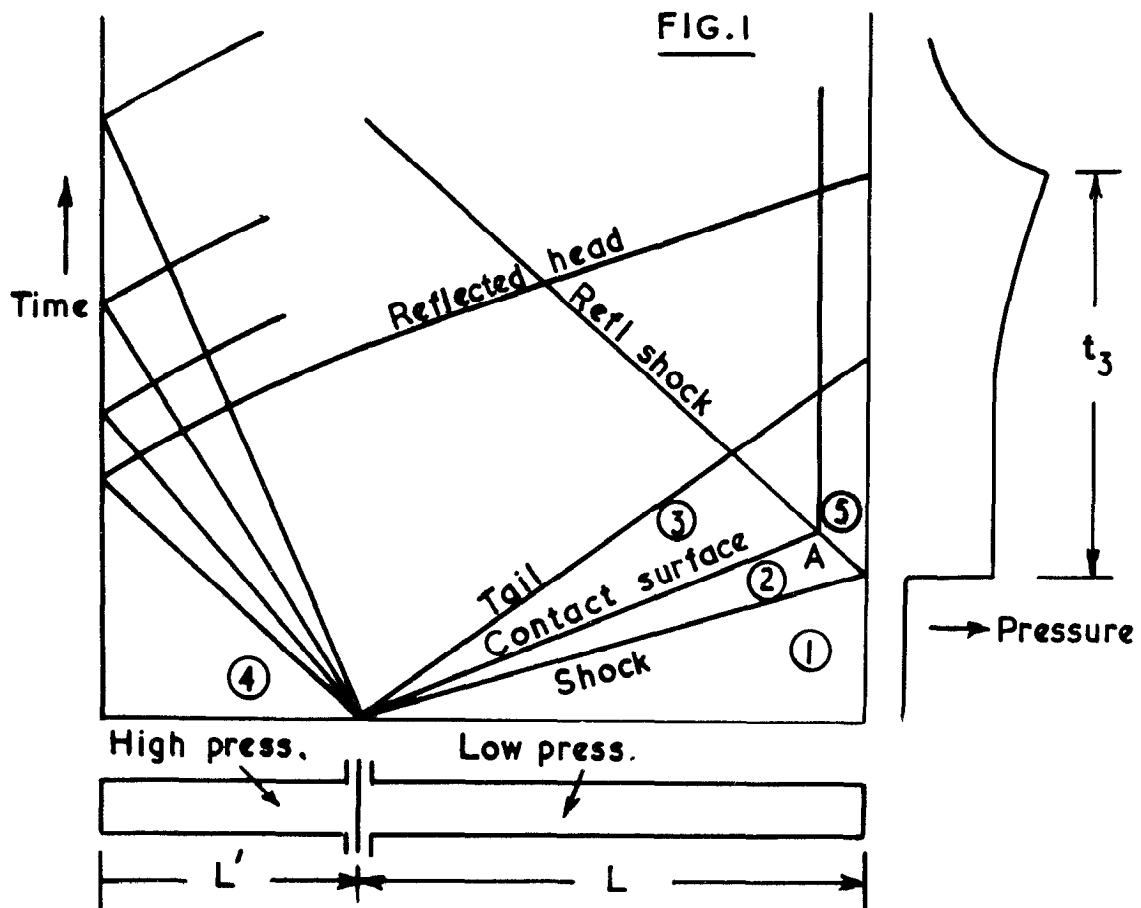 FIG.1
Time
Reflected head
Refl shock
t3
5
3
A
Contact surface
2
Tail
Pressure
1
Shock
4
High press.
Low press.
L'
L